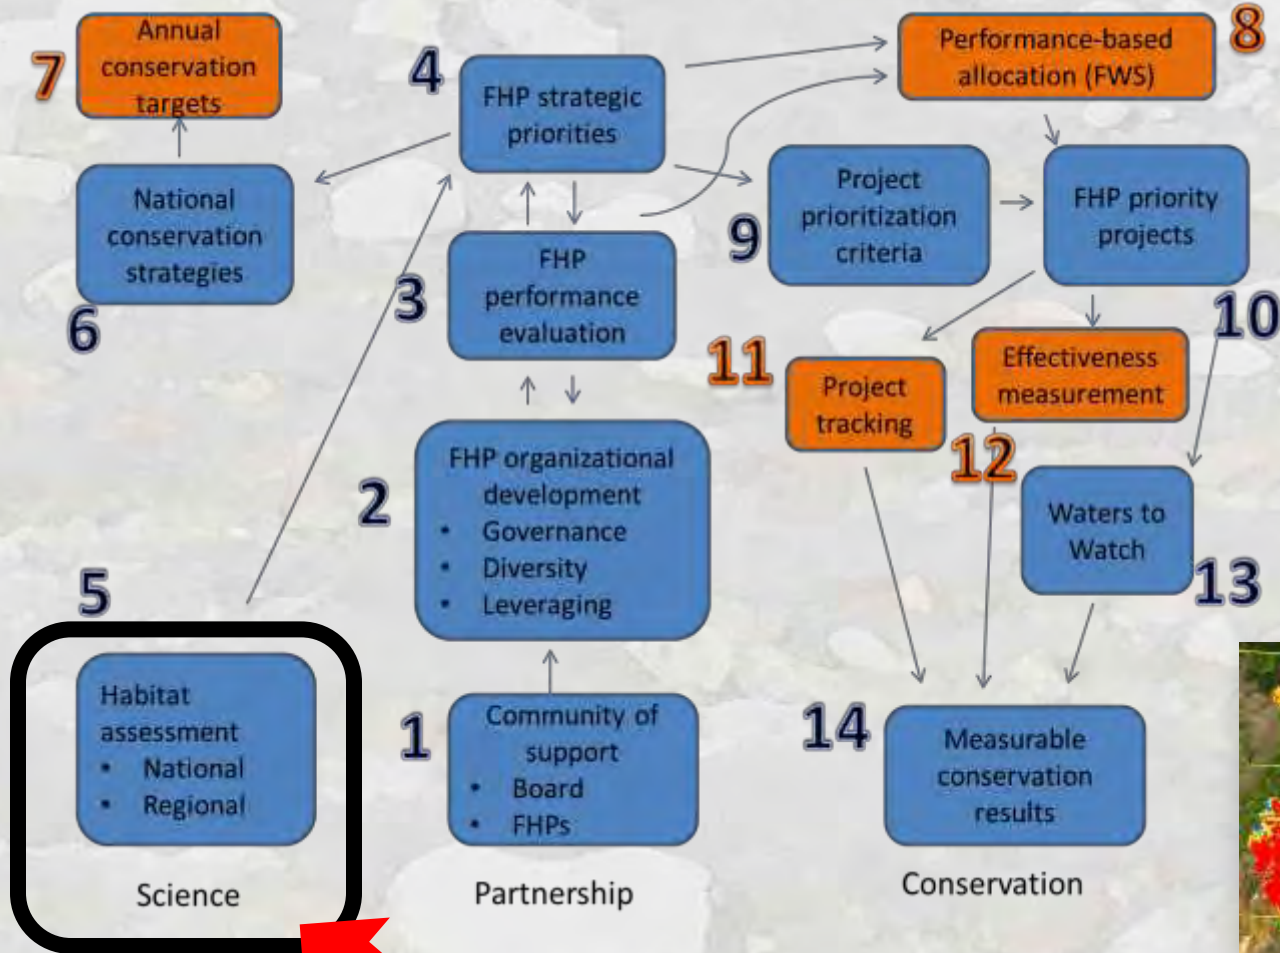 7
Annual
conservation
targets
4
FHP strategic
priorities
Performance-based
allocation (FWS)
8
National
conservation
strategies
6
3
FHP
performance
evaluation
9
Project
prioritization
criteria
FHP priority
projects
10
11
Project
tracking
Effectiveness
measurement
12
2
FHP organizational
development
• Governance
• Diversity
• Leveraging
Waters to
Watch
13
5
Habitat
assessment
• National
• Regional
Science
1
Community of
support
• Board
• FHPs
Partnership
14
Measurable
conservation
results
Conservation